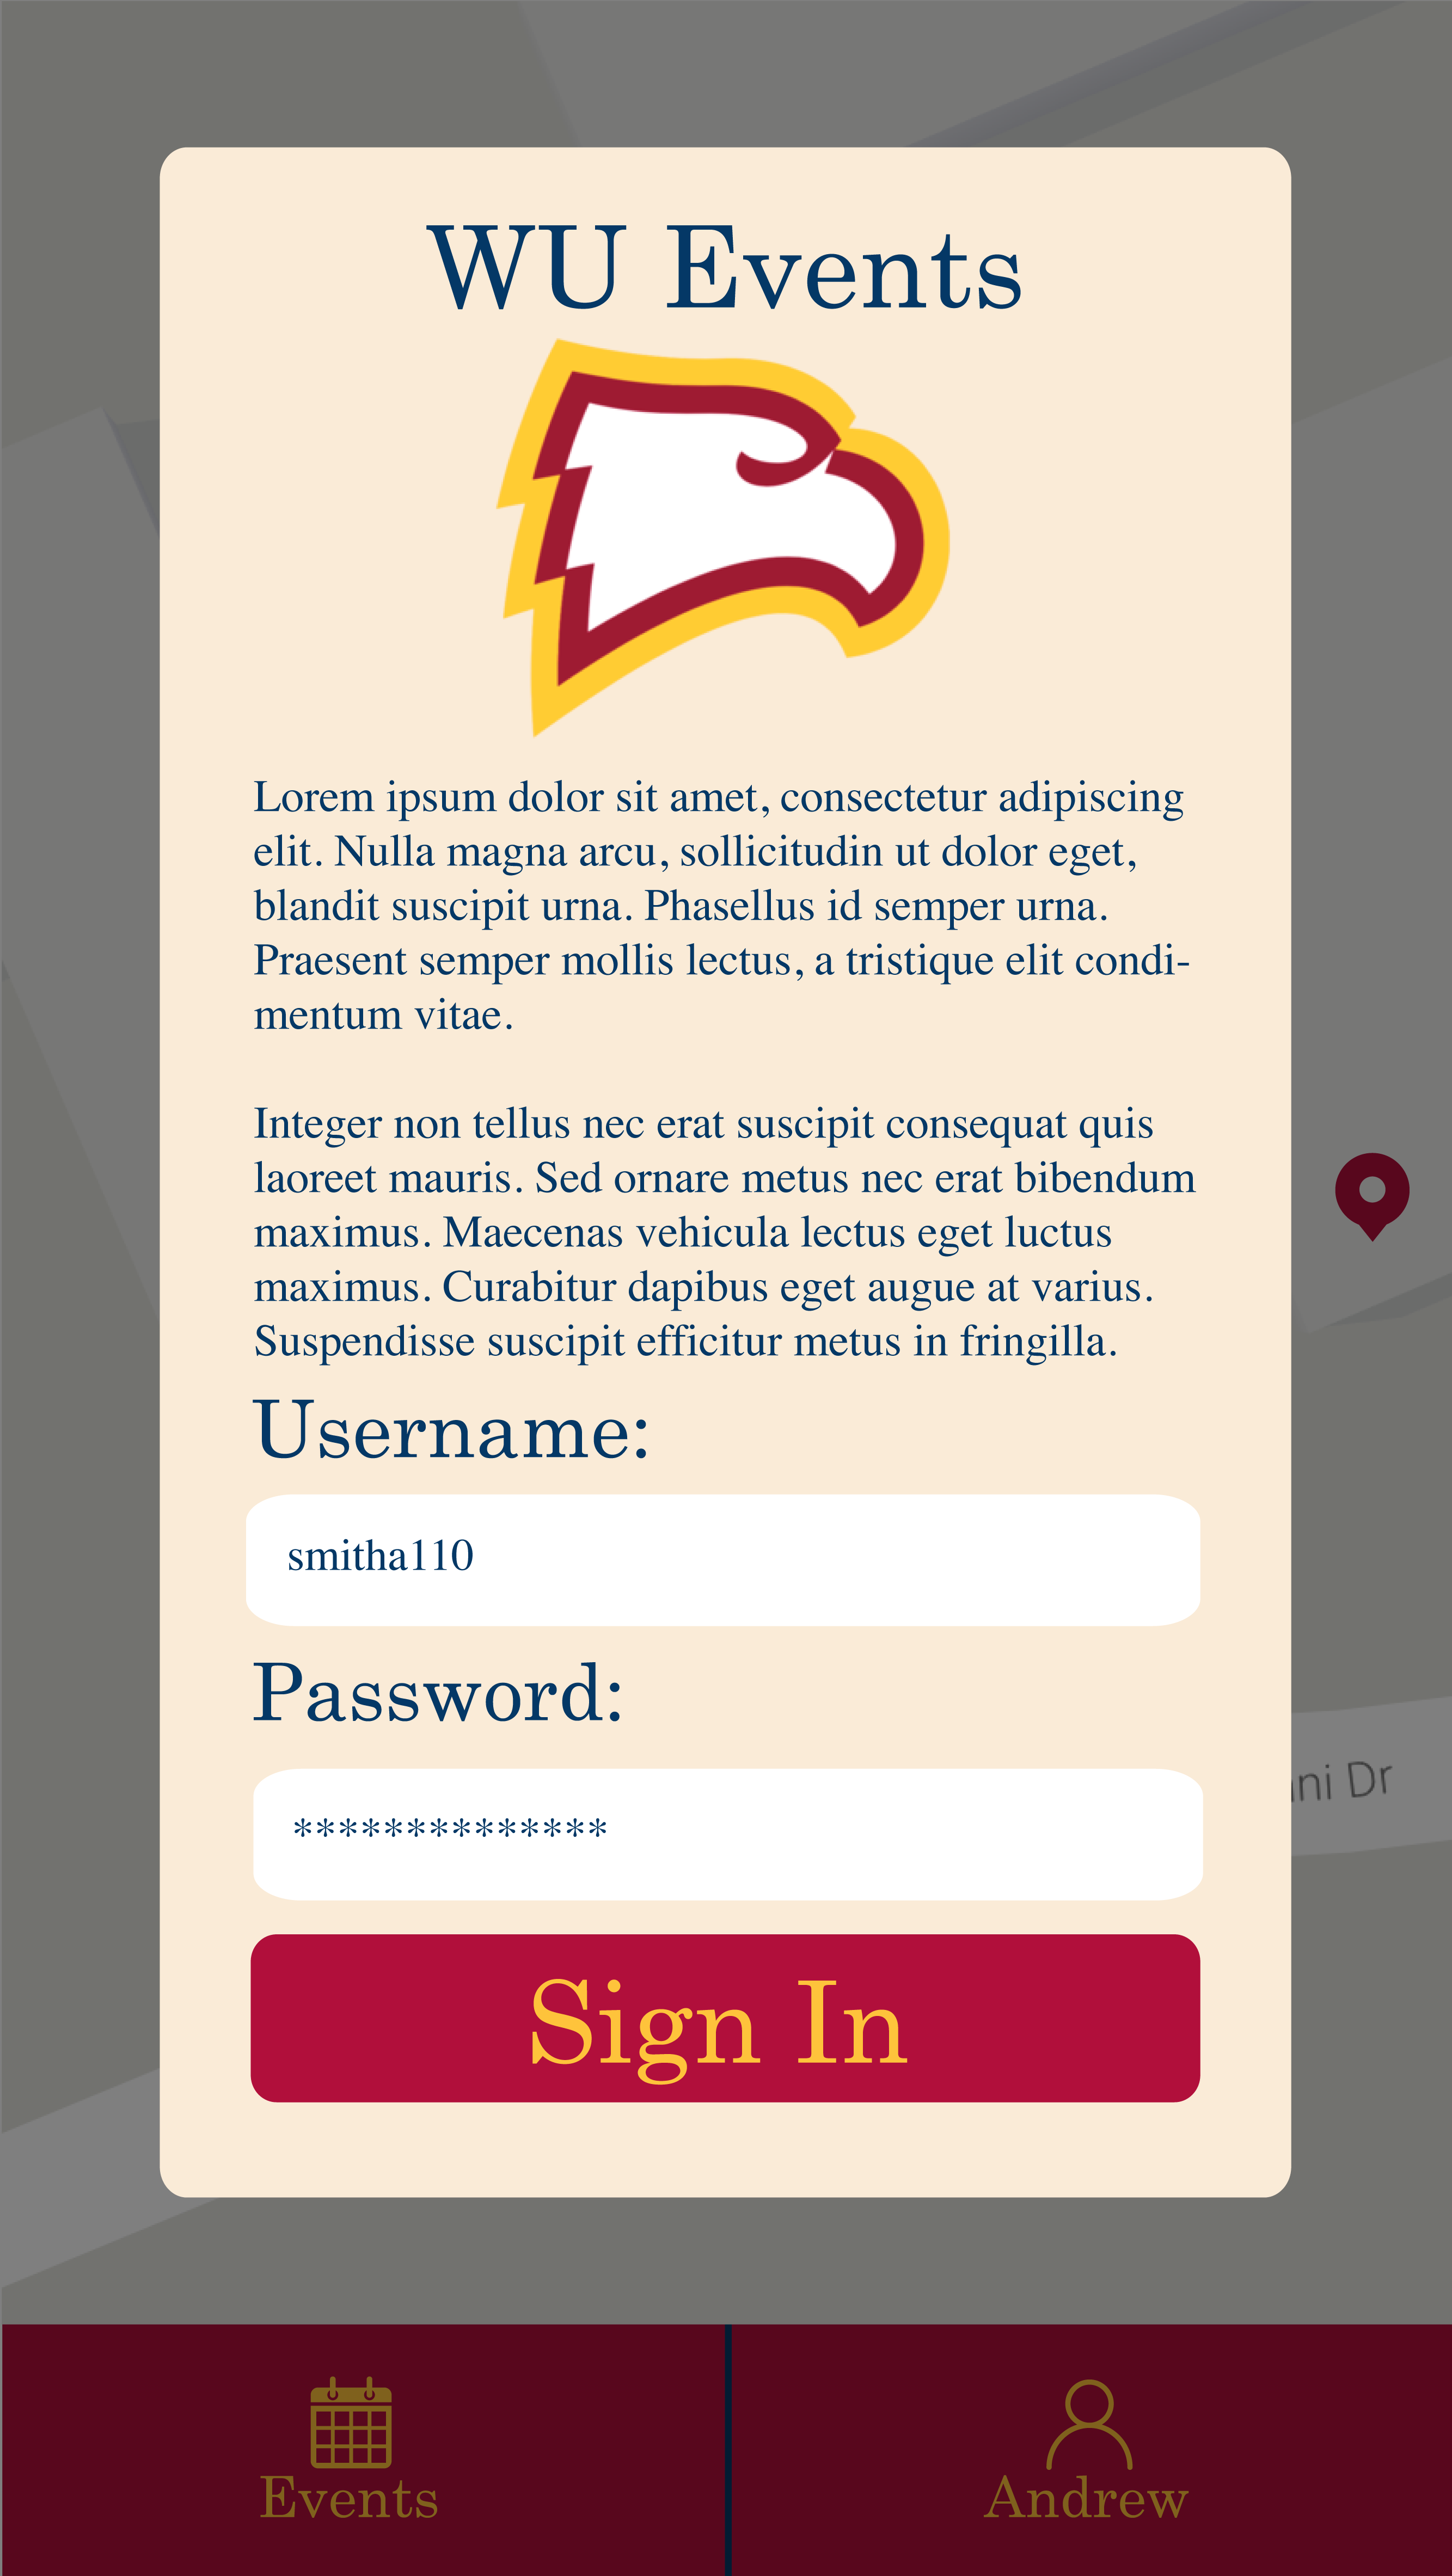 WU Events
Lorem ipsum dolor sit amet, consectetur adipiscing
elit. Nulla magna arcu, sollicitudin ut dolor eget,
blandit suscipit urna. Phasellus id semper urna.
Praesent semper mollis lectus, a tristique elit condi-
mentum vitae.
Integer non tellus nec erat suscipit consequat quis
laoreet mauris. Sed ornare metus nec erat bibendum
maximus. Maecenas vehicula lectus eget luctus
maximus. Curabitur dapibus eget augue at varius.
Suspendisse suscipit efficitur metus in fringilla.
Username:
smitha110
Password:
Dr
**************
Sign In
Events
Andrew